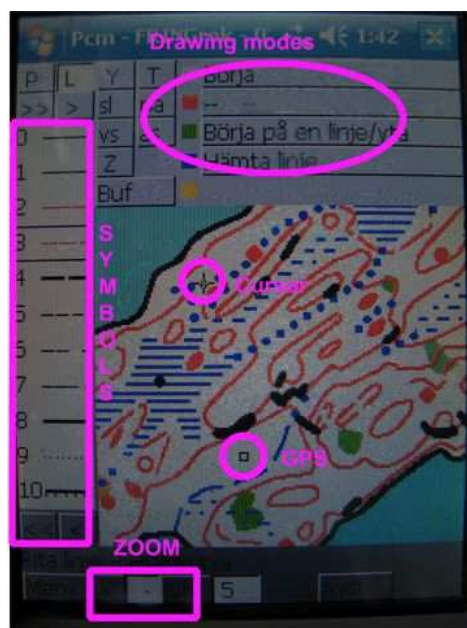 Pcm - 1:42
Drawing modes
P L Y T Börja
>> > sl -- --
0 vs Börja på en linje/yta
1 Z Hämta linje
2 Buf
3
4
5
6
7
8
9
10
SYMBOLS
Cursor
GPS
<< <
ZOOM
- 5